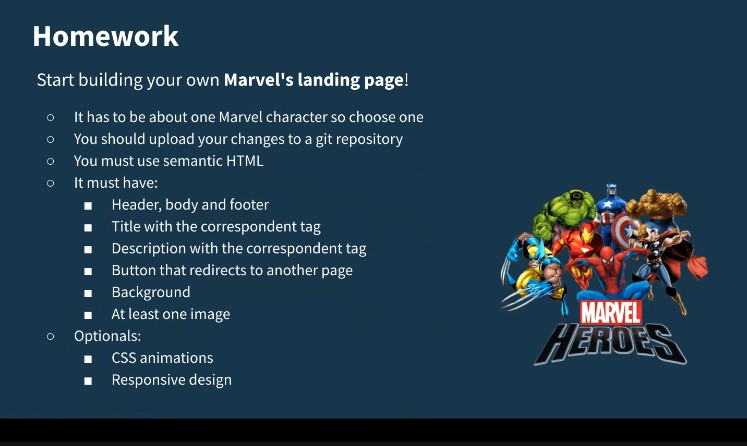 Homework
Start building your own Marvel's landing page!
○ It has to be about one Marvel character so choose one
○ You should upload your changes to a git repository
○ You must use semantic HTML
○ It must have:
■ Header, body and footer
■ Title with the correspondent tag
■ Description with the correspondent tag
■ Button that redirects to another page
■ Background
■ At least one image
○ Optionals:
■ CSS animations
■ Responsive design
MARVEL
HEROES